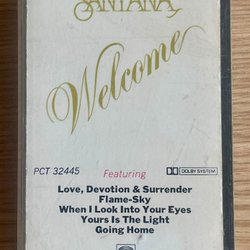 SANTANA
Welcome
PCT 32445
Featuring
DOLBY SYSTEM
Love, Devotion & Surrender
Flame-Sky
When I Look Into Your Eyes
Yours Is The Light
Going Home